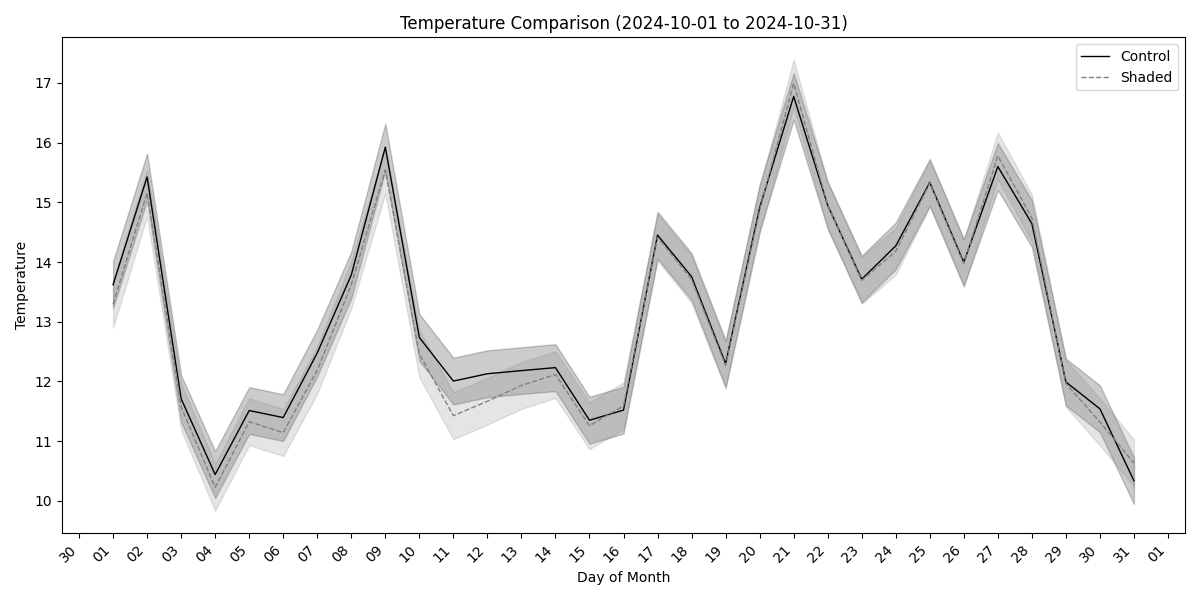 Temperature Comparison (2024-10-01 to 2024-10-31)
Control
Shaded
Temperature
17
16
15
14
13
12
11
10
30 01 02 03 04 05 06 07 08 09 10 11 12 13 14 15 16 17 18 19 20 21 22 23 24 25 26 27 28 29 30 31 01
Day of Month